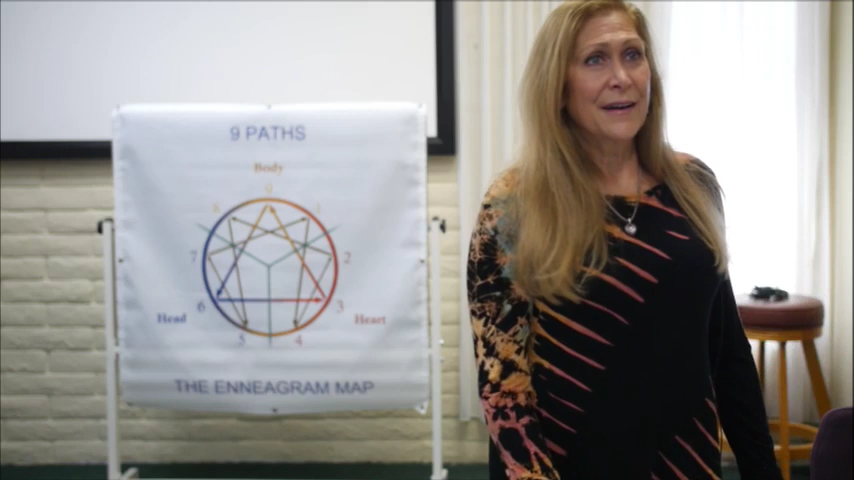 9 PATHS
Body
9
8 1
7 2
6 3
Head Heart
5 4
THE ENNEAGRAM MAP